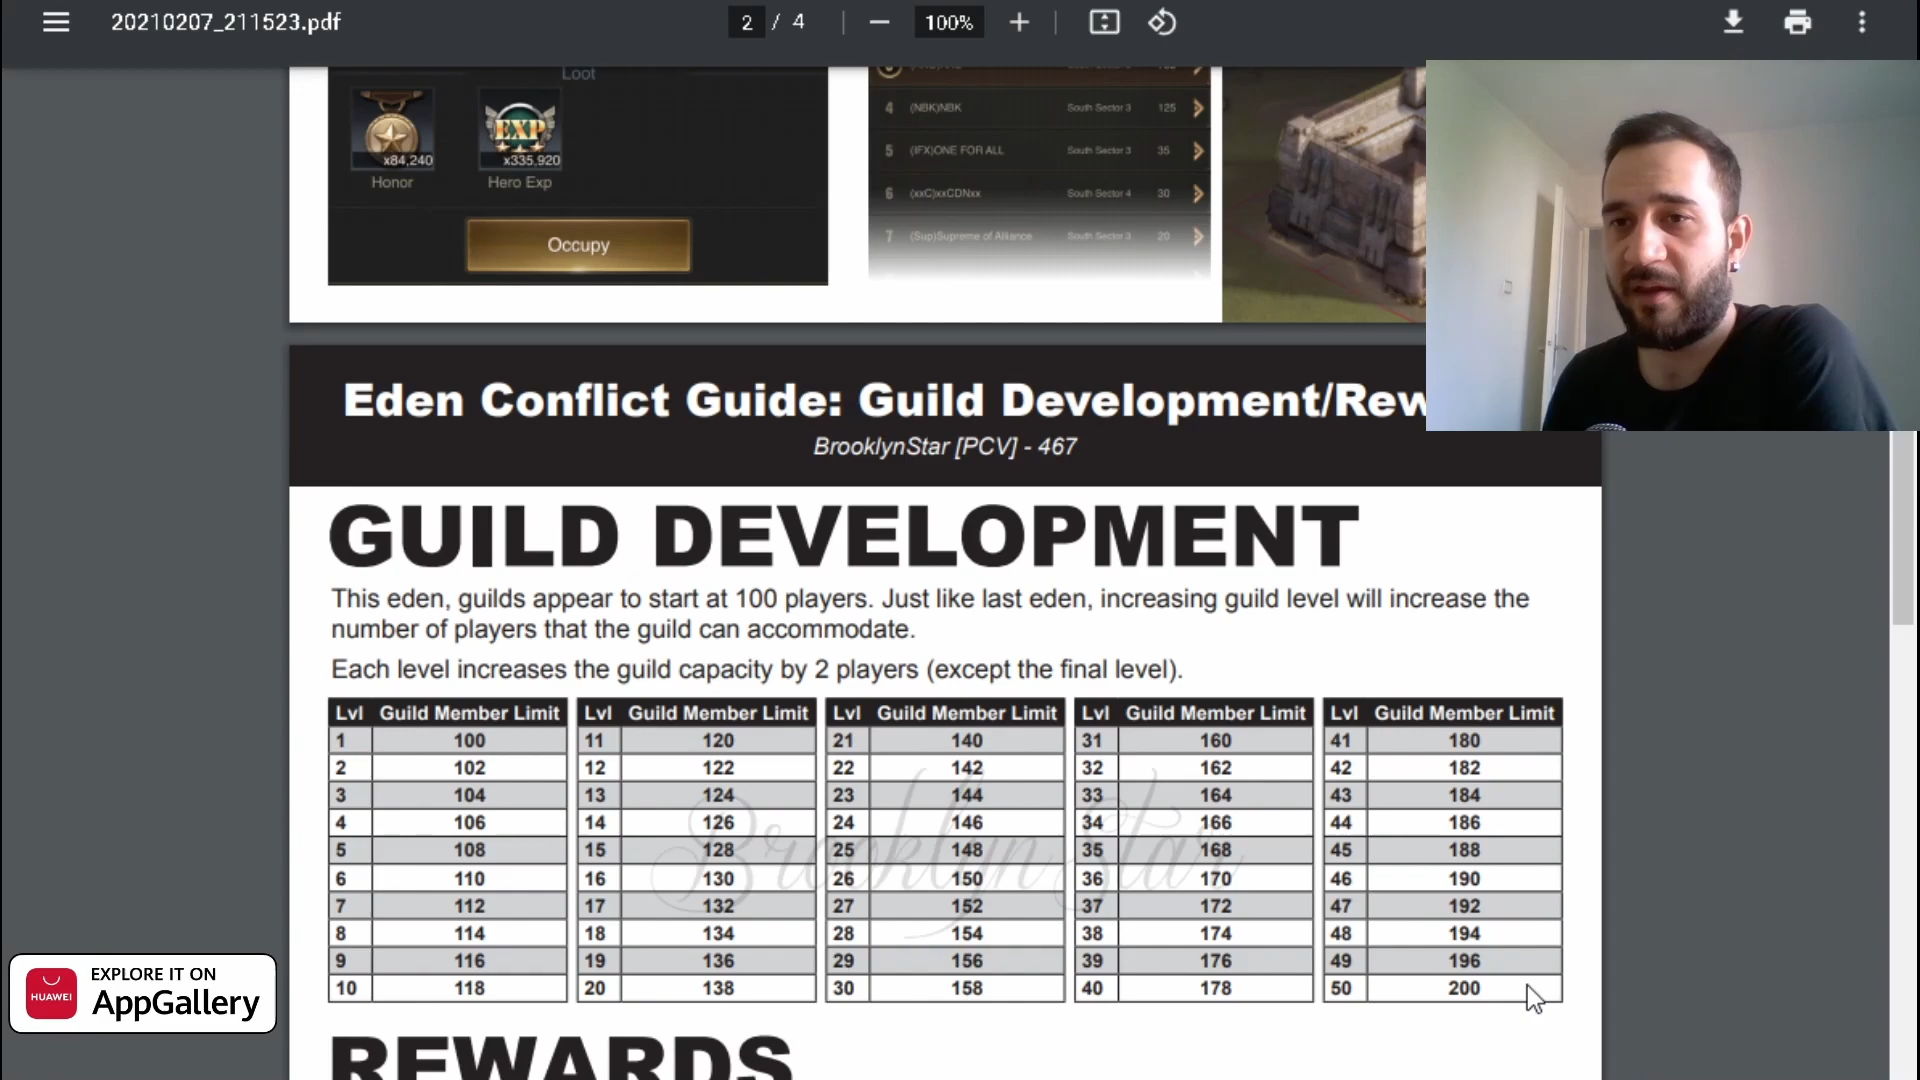 20210207_211523.pdf
2 / 4
100%
Loot
x84,240
Honor
EXP
x335,920
Hero Exp
Occupy
4 (NBK)NBK South Sector 3 125
5 (IFX)ONE FOR ALL South Sector 3 35
6 (xxC)xxCDNxx South Sector 4 30
7 (Sup)Supreme of Alliance South Sector 3 20
Eden Conflict Guide: Guild Development/Rew
BrooklynStar [PCV] - 467
GUILD DEVELOPMENT
This eden, guilds appear to start at 100 players. Just like last eden, increasing guild level will increase the
number of players that the guild can accommodate.
Each level increases the guild capacity by 2 players (except the final level).
Lvl Guild Member Limit Lvl Guild Member Limit Lvl Guild Member Limit Lvl Guild Member Limit Lvl Guild Member Limit
1 100 11 120 21 140 31 160 41 180
2 102 12 122 22 142 32 162 42 182
3 104 13 124 23 144 33 164 43 184
4 106 14 126 24 146 34 166 44 186
5 108 15 128 25 148 35 168 45 188
6 110 16 130 26 150 36 170 46 190
7 112 17 132 27 152 37 172 47 192
8 114 18 134 28 154 38 174 48 194
9 116 19 136 29 156 39 176 49 196
10 118 20 138 30 158 40 178 50 200
BrooklynStar
REWARDS
HUAWEI
EXPLORE IT ON
AppGallery